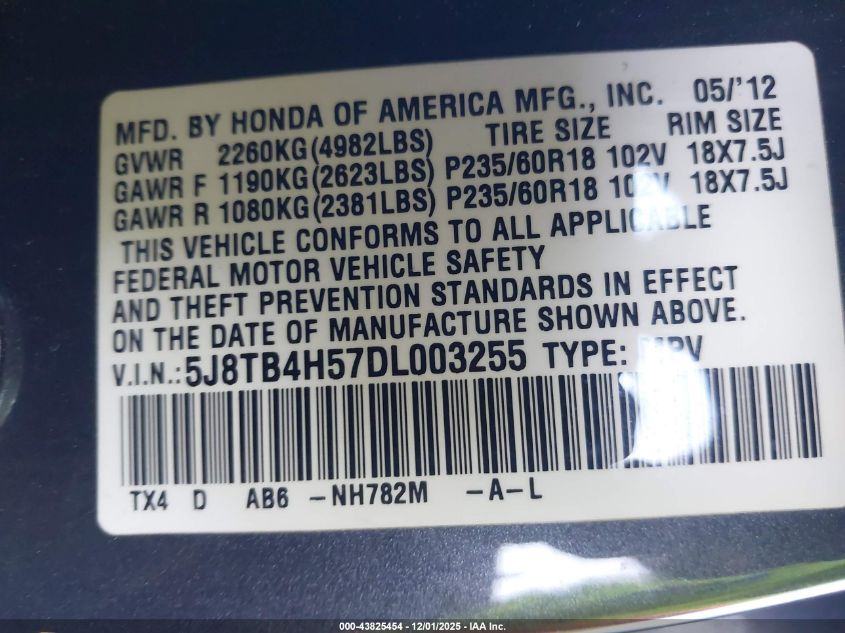 MFD. BY HONDA OF AMERICA MFG., INC. 05/'12
GVWR 2260KG(4982LBS) TIRE SIZE RIM SIZE
GAWR F 1190KG(2623LBS) P235/60R18 102V 18X7.5J
GAWR R 1080KG(2381LBS) P235/60R18 102V 18X7.5J
THIS VEHICLE CONFORMS TO ALL APPLICABLE
FEDERAL MOTOR VEHICLE SAFETY
AND THEFT PREVENTION STANDARDS IN EFFECT
ON THE DATE OF MANUFACTURE SHOWN ABOVE.
V.I.N.:5J8TB4H57DL003255 TYPE: MPV
TX4 D AB6 -NH782M -A-L
000-43825454 - 12/01/2025 - IAA Inc.